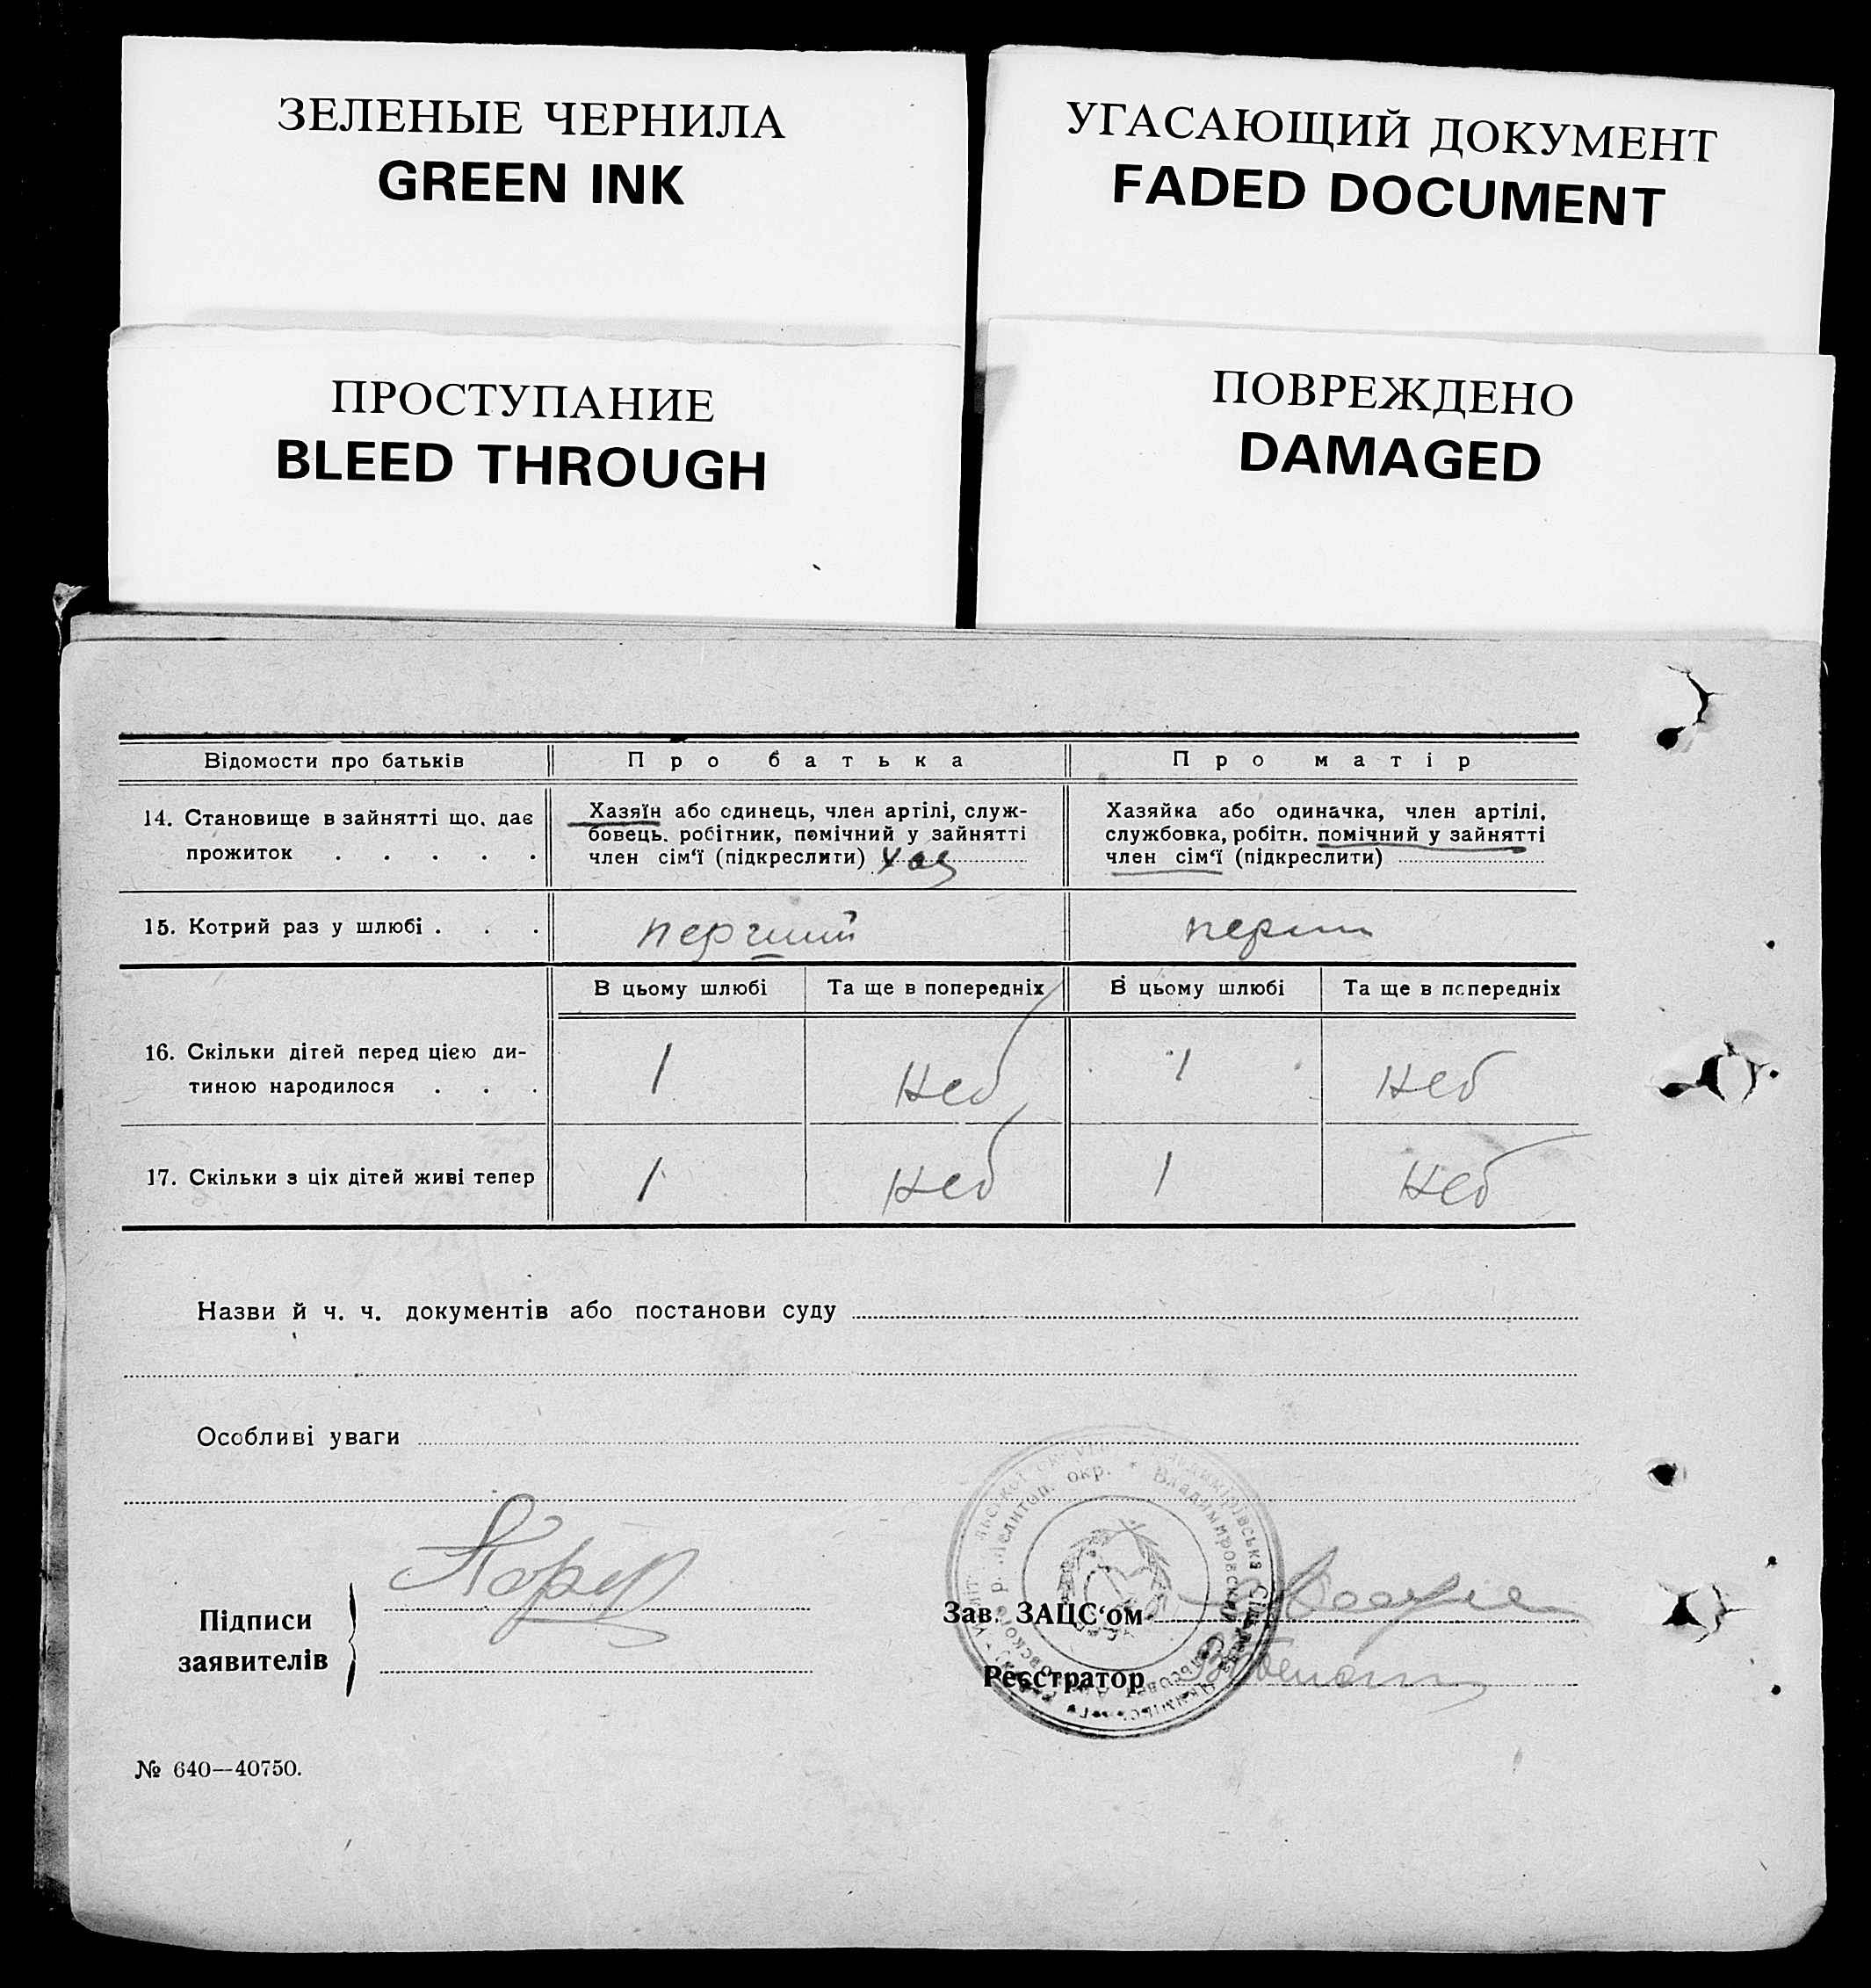 ЗЕЛЕНЫЕ ЧЕРНИЛА
GREEN INK
УГАСАЮЩИЙ ДОКУМЕНТ
FADED DOCUMENT
ПРОСТУПАНИЕ
BLEED THROUGH
ПОВРЕЖДЕНО
DAMAGED
Відомости про батьків
Про батька
Про матір
14. Становище в зайнятті що, дає
прожиток . . . . .
Хазяїн або одинець, член артілі, служ-
бовець, робітник, помічний у зайнятті
член сім'ї (підкреслити) хаз
Хазяйка або одиначка, член артілі,
службовка, робітн. помічний у зайнятті
член сім'ї (підкреслити)
15. Котрий раз у шлюбі . . .
перший
перш
В цьому шлюбі
Та ще в попередніх
В цьому шлюбі
Та ще в попередніх
16. Скільки дітей перед цією ди-
тиною народилося . . .
1
1
17. Скільки з ціх дітей живі тепер
1
1
Назви й ч. ч. документів або постанови суду
Особливі уваги
Підписи
заявителів
Зав. ЗАЦС'ом
Реєстратор
окр. * Владимировский
№ 640—40750.